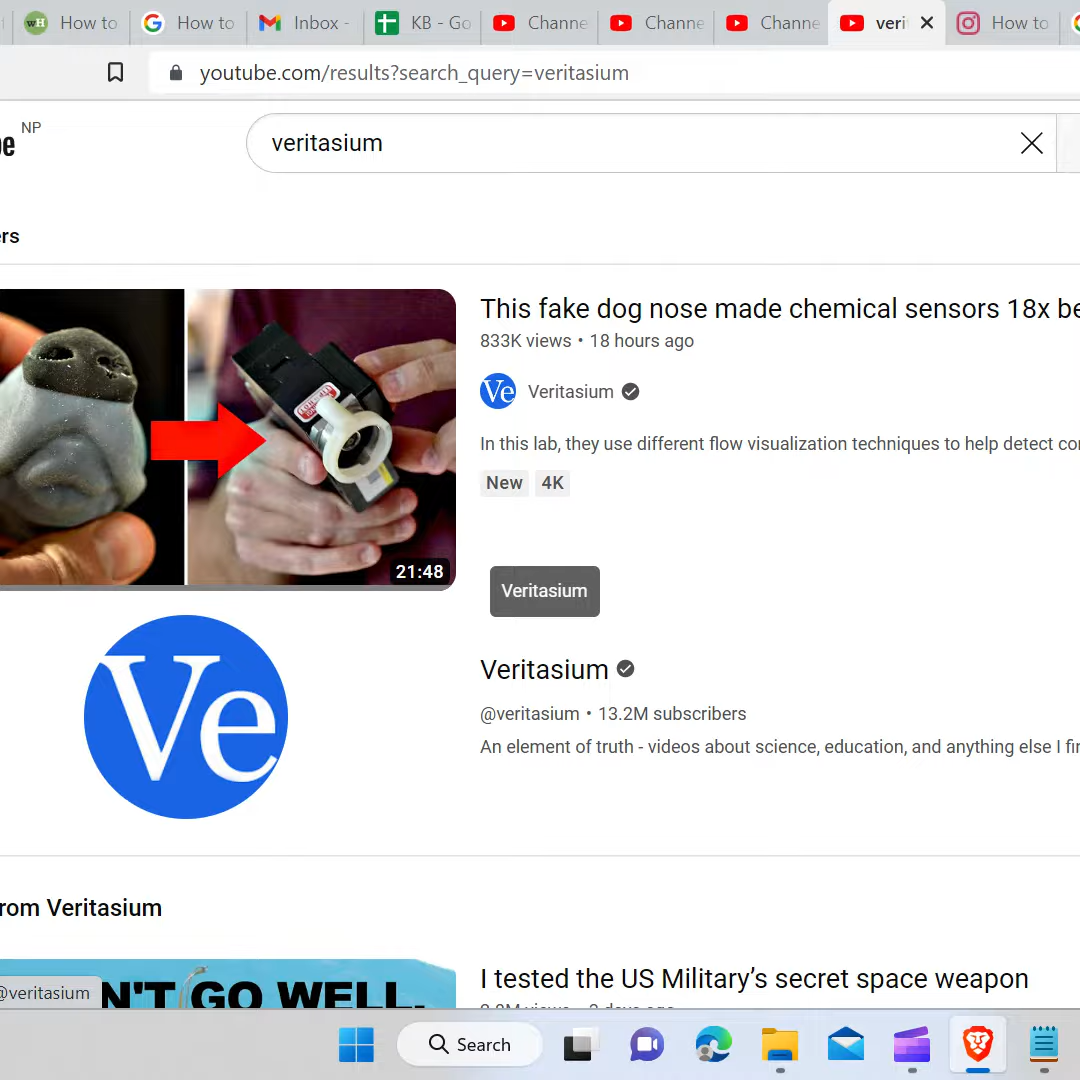 How to
How to
Inbox -
KB - Go
Channe
Channe
Channe
veri
How to
youtube.com/results?search_query=veritasium
NP
be
veritasium
ers
This fake dog nose made chemical sensors 18x be
833K views • 18 hours ago
Ve Veritasium
In this lab, they use different flow visualization techniques to help detect co
New 4K
21:48
Veritasium
Ve
Veritasium
@veritasium • 13.2M subscribers
An element of truth - videos about science, education, and anything else I fi
rom Veritasium
@veritasium
N'T GO WELL.
I tested the US Military's secret space weapon
Search